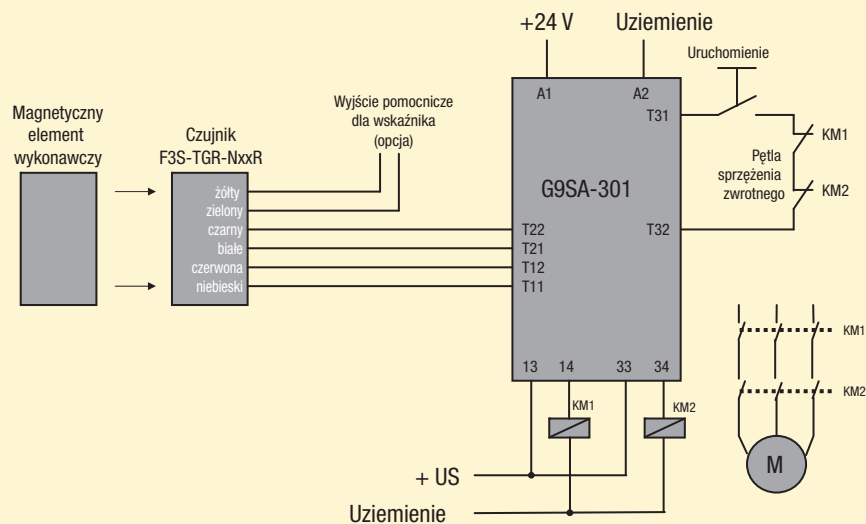 +24 V
Uziemienie
Uruchomienie
A1
A2
T31
Magnetyczny
element
wykonawczy
Czujnik
F3S-TGR-NxxR
Wyjście pomocnicze
dla wskaźnika
(opcja)
KM1
Pętla
sprzężenia
zwrotnego
KM2
G9SA-301
żółty
zielony
czarny
białe
czerwona
niebieski
T22
T21
T12
T11
T32
13
14
33
34
KM1
KM2
KM1
KM2
M
+ US
Uziemienie